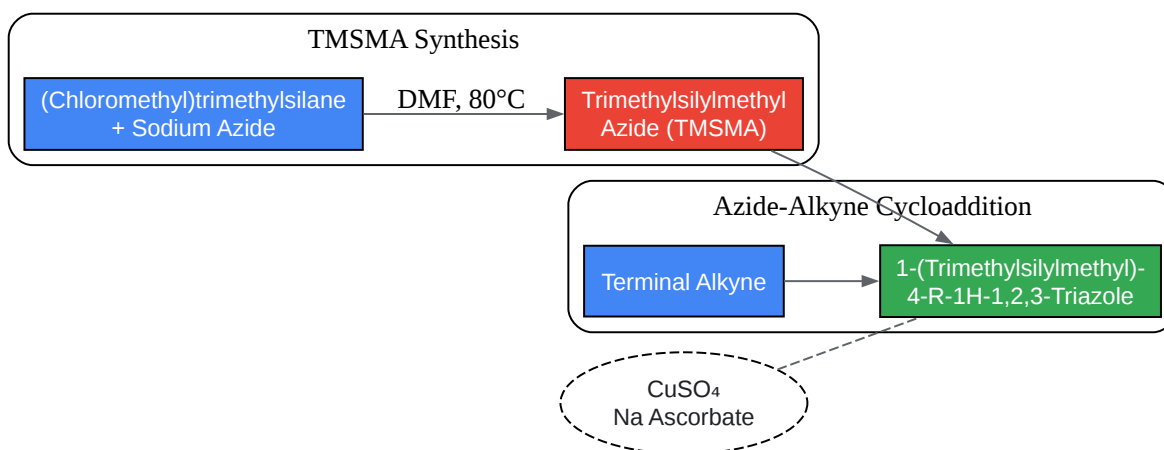 TMSMA Synthesis
(Chloromethyl)trimethylsilane
+ Sodium Azide
DMF, 80°C
Trimethylsilylmethyl
Azide (TMSMA)
Azide-Alkyne Cycloaddition
Terminal Alkyne
1-(Trimethylsilylmethyl)-
4-R-1H-1,2,3-Triazole
CuSO₄
Na Ascorbate